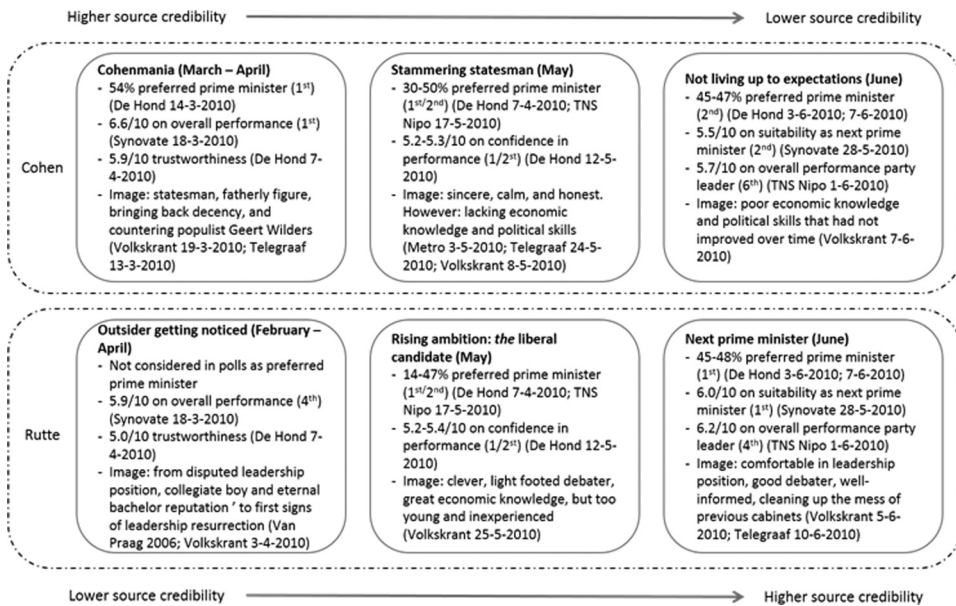 Higher source credibility
Lower source credibility
Cohen
Cohenmania (March – April)
- 54% preferred prime minister (1st)
(De Hond 14-3-2010)
- 6.6/10 on overall performance (1st)
(Synovate 18-3-2010)
- 5.9/10 trustworthiness (De Hond 7-
4-2010)
- Image: statesman, fatherly figure,
bringing back decency, and
countering populist Geert Wilders
(Volkskrant 19-3-2010; Telegraaf
13-3-2010)
Stammering statesman (May)
- 30-50% preferred prime minister
(1st/2nd) (De Hond 7-4-2010; TNS
Nipo 17-5-2010)
- 5.2-5.3/10 on confidence in
performance (1/2st) (De Hond 12-5-
2010)
- Image: sincere, calm, and honest.
However: lacking economic
knowledge and political skills
(Metro 3-5-2010; Telegraaf 24-5-
2010; Volkskrant 8-5-2010)
Not living up to expectations (June)
- 45-47% preferred prime minister
(2nd) (De Hond 3-6-2010; 7-6-2010)
- 5.5/10 on suitability as next prime
minister (2nd) (Synovate 28-5-2010)
- 5.7/10 on overall performance party
leader (6th) (TNS Nipo 1-6-2010)
- Image: poor economic knowledge
and political skills that had not
improved over time (Volkskrant 7-6-
2010)
Rutte
Outsider getting noticed (February –
April)
- Not considered in polls as preferred
prime minister
- 5.9/10 on overall performance (4th)
(Synovate 18-3-2010)
- 5.0/10 trustworthiness (De Hond 7-
4-2010)
- Image: from disputed leadership
position, collegiate boy and eternal
bachelor reputation ’ to first signs
of leadership resurrection (Van
Praag 2006; Volkskrant 3-4-2010)
Rising ambition: the liberal
candidate (May)
- 14-47% preferred prime minister
(1st/2nd) (De Hond 7-4-2010; TNS
Nipo 17-5-2010)
- 5.2-5.4/10 on confidence in
performance (1/2st) (De Hond 12-5-
2010)
- Image: clever, light footed debater,
great economic knowledge, but too
young and inexperienced
(Volkskrant 25-5-2010)
Next prime minister (June)
- 45-48% preferred prime minister
(1st) (De Hond 3-6-2010; 7-6-2010)
- 6.0/10 on suitability as next prime
minister (1st) (Synovate 28-5-2010)
- 6.2/10 on overall performance party
leader (4th) (TNS Nipo 1-6-2010)
- Image: comfortable in leadership
position, good debater, well-
informed, cleaning up the mess of
previous cabinets (Volkskrant 5-6-
2010; Telegraaf 10-6-2010)
Lower source credibility
Higher source credibility